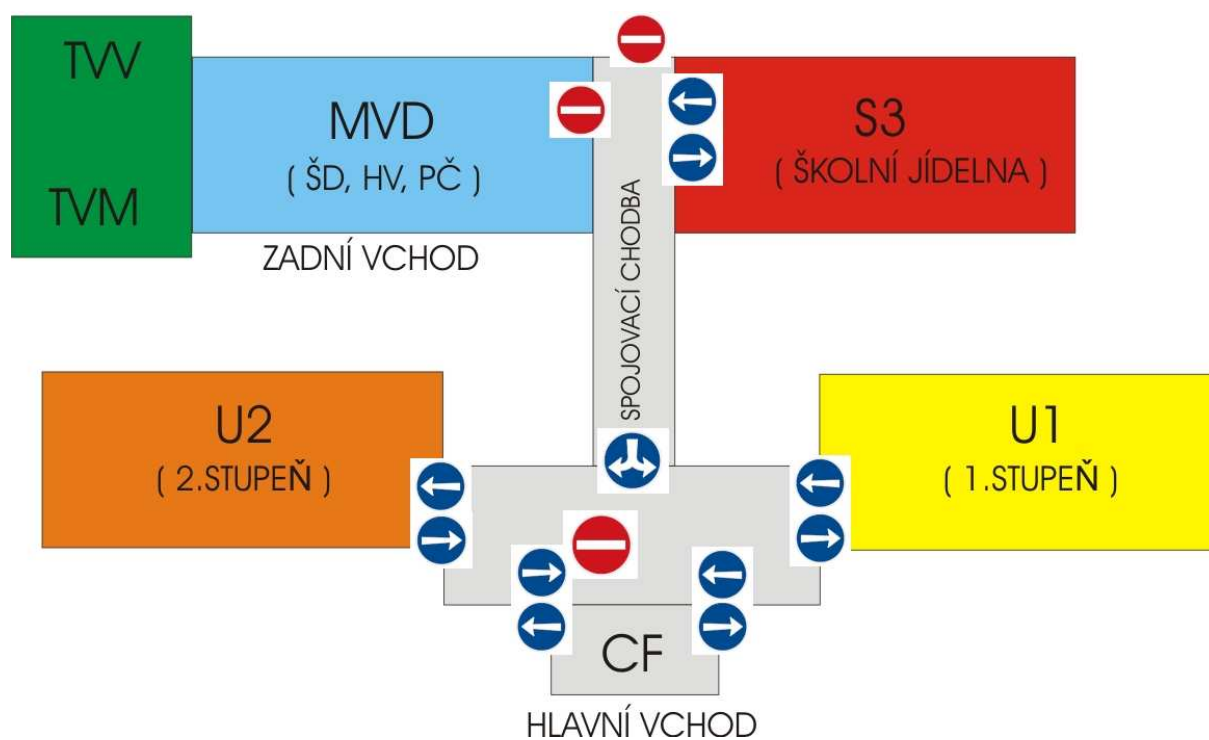 TVV
TVM
MVD
( ŠD, HV, PČ )
ZADNÍ VCHOD
SPOJOVACÍ CHODBA
S3
( ŠKOLNÍ JÍDELNA )
U2
( 2.STUPEŇ )
U1
( 1.STUPEŇ )
CF
HLAVNÍ VCHOD